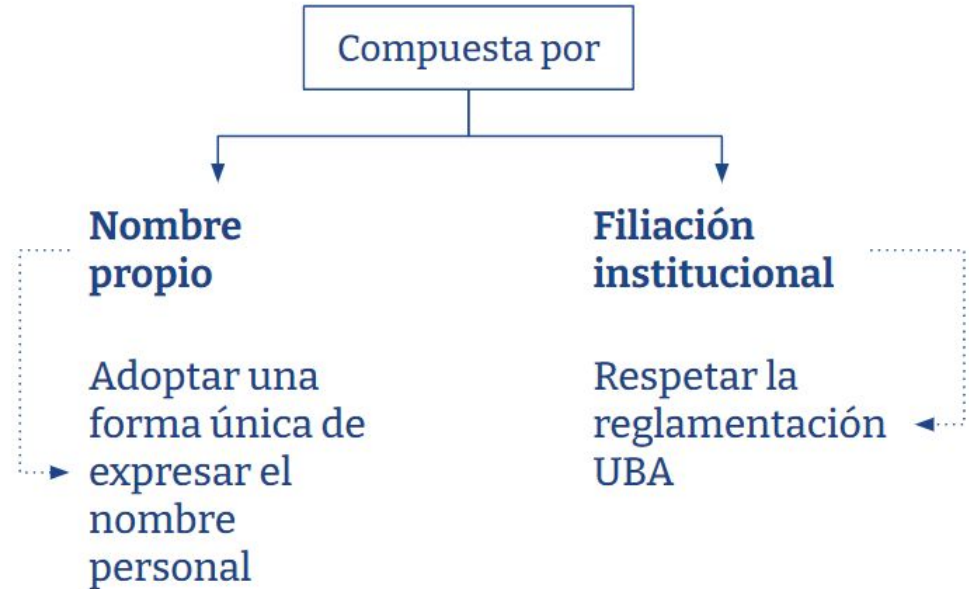 Compuesta por
Nombre
propio
Adoptar una
forma única de
expresar el
nombre
personal
Filiación
institucional
Respetar la
reglamentación
UBA